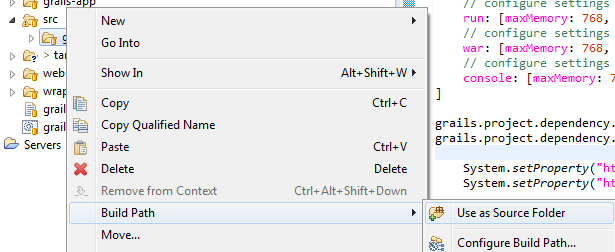 grails-app
src
g
> tar
web
wrap
grail
grail
Servers
New
Go Into
Show In Alt+Shift+W
Copy Ctrl+C
Copy Qualified Name
Paste Ctrl+V
Delete Delete
Remove from Context Ctrl+Alt+Shift+Down
Build Path
Move...
Use as Source Folder
Configure Build Path...
// configure settings
run: [maxMemory: 768,
// configure settings
war: [maxMemory: 768,
// configure settings
console: [maxMemory: 7
]
grails.project.dependency.
grails.project.dependency.
System.setProperty("ht
System.setProperty("ht